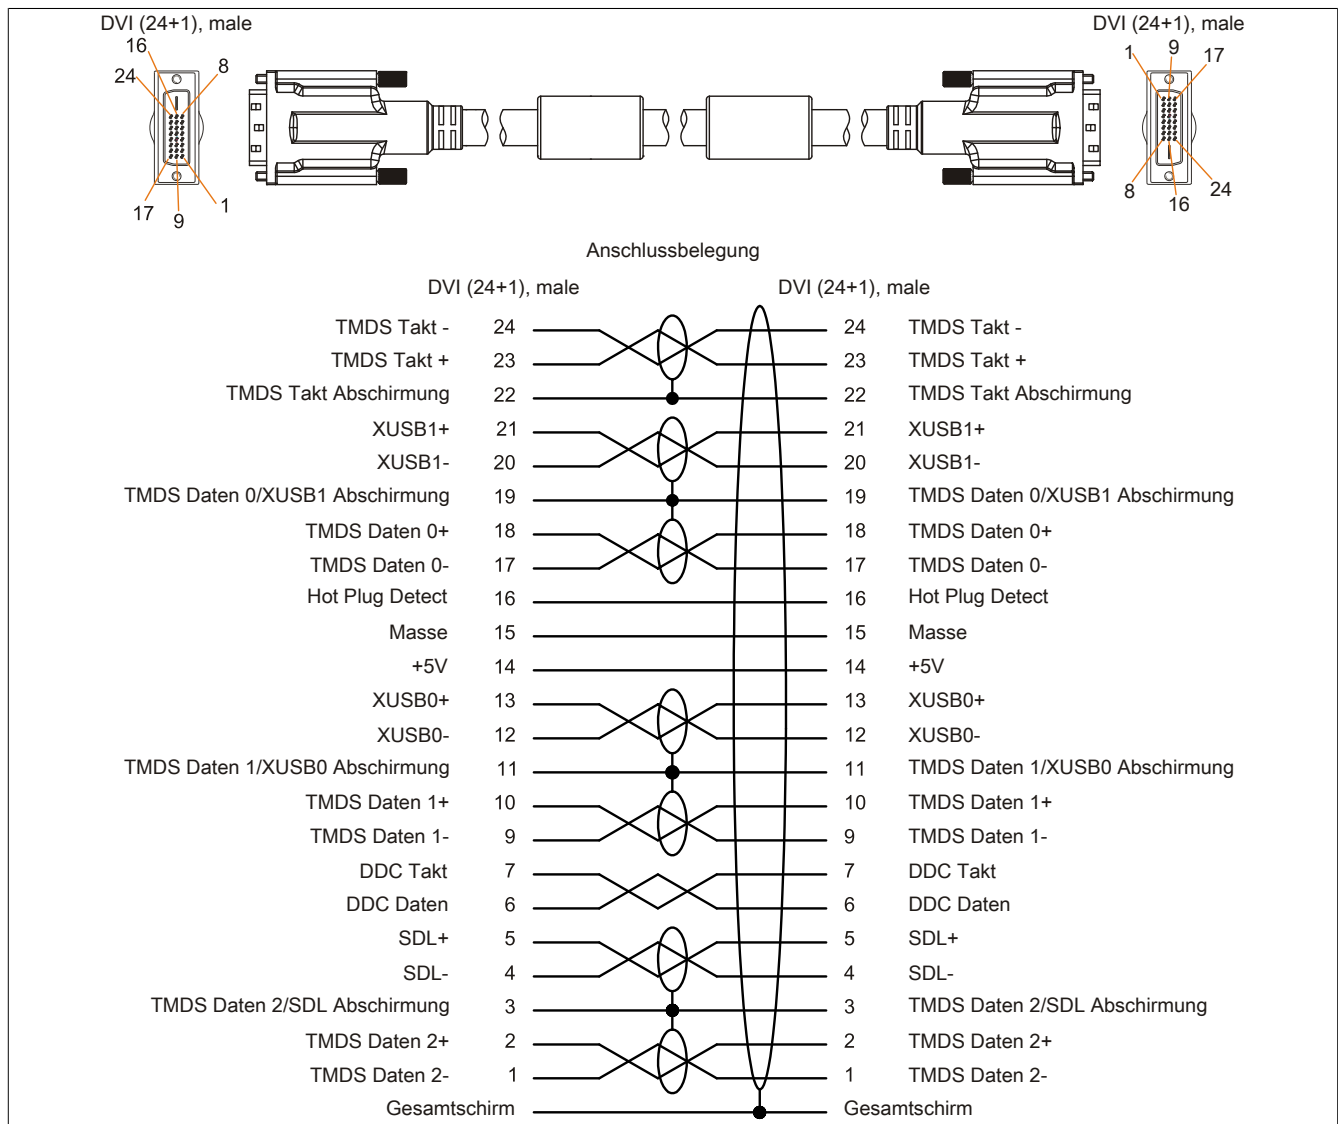 DVI (24+1), male DVI (24+1), male
16 9
1 17
24 8
8 24
17 9 1 16
Anschlussbelegung
DVI (24+1), male DVI (24+1), male
TMDS Takt - 24 24 TMDS Takt -
TMDS Takt + 23 23 TMDS Takt +
TMDS Takt Abschirmung 22 22 TMDS Takt Abschirmung
XUSB1+ 21 21 XUSB1+
XUSB1- 20 20 XUSB1-
TMDS Daten 0/XUSB1 Abschirmung 19 19 TMDS Daten 0/XUSB1 Abschirmung
TMDS Daten 0+ 18 18 TMDS Daten 0+
TMDS Daten 0- 17 17 TMDS Daten 0-
Hot Plug Detect 16 16 Hot Plug Detect
Masse 15 15 Masse
+5V 14 14 +5V
XUSB0+ 13 13 XUSB0+
XUSB0- 12 12 XUSB0-
TMDS Daten 1/XUSB0 Abschirmung 11 11 TMDS Daten 1/XUSB0 Abschirmung
TMDS Daten 1+ 10 10 TMDS Daten 1+
TMDS Daten 1- 9 9 TMDS Daten 1-
DDC Takt 7 7 DDC Takt
DDC Daten 6 6 DDC Daten
SDL+ 5 5 SDL+
SDL- 4 4 SDL-
TMDS Daten 2/SDL Abschirmung 3 3 TMDS Daten 2/SDL Abschirmung
TMDS Daten 2+ 2 2 TMDS Daten 2+
TMDS Daten 2- 1 1 TMDS Daten 2-
Gesamtschirm Gesamtschirm